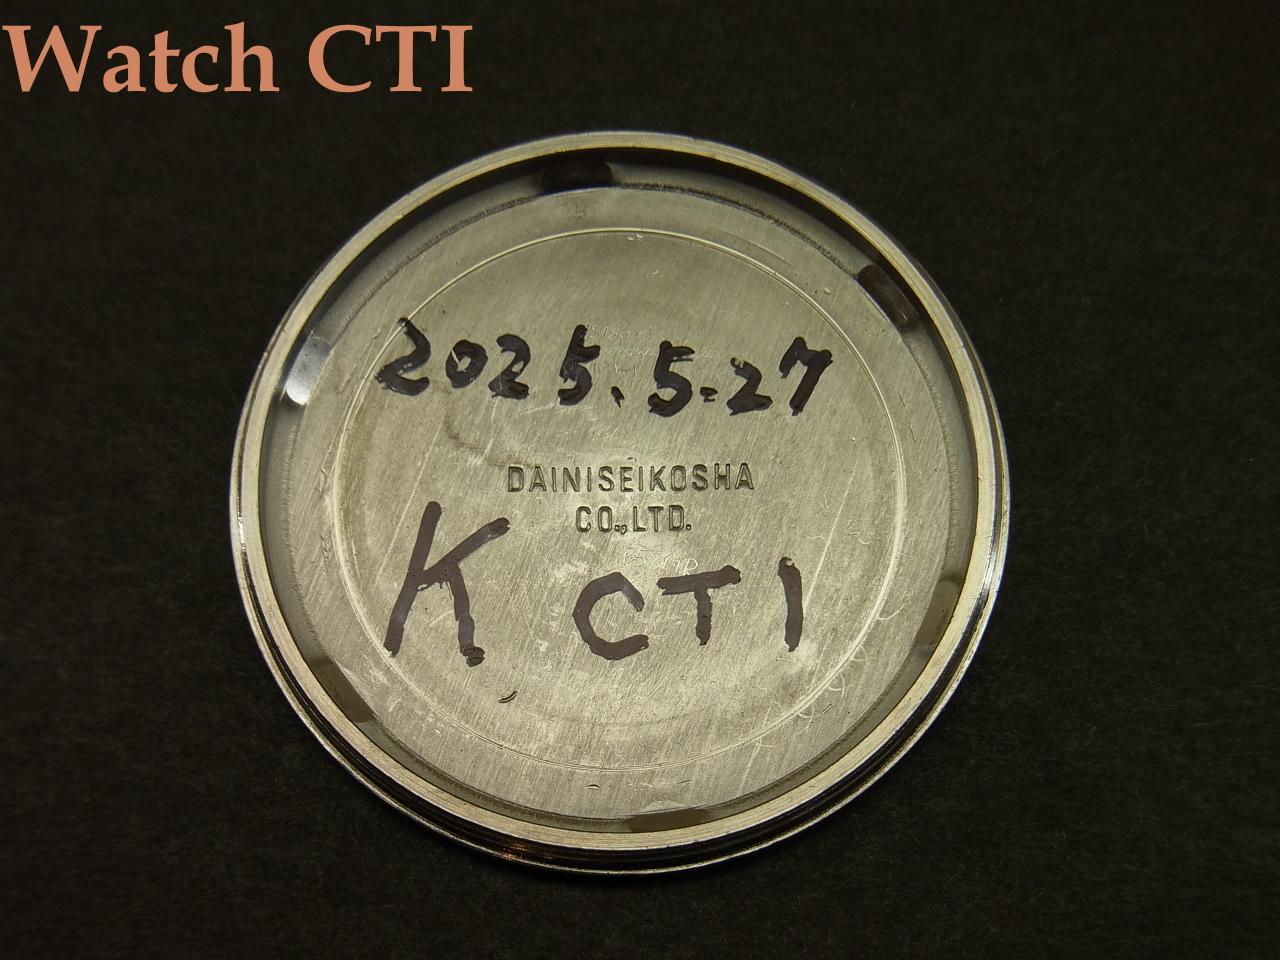 Watch CTI
2025.5.27
DAINISEIKOSHA
CO.,LTD.
K CTI